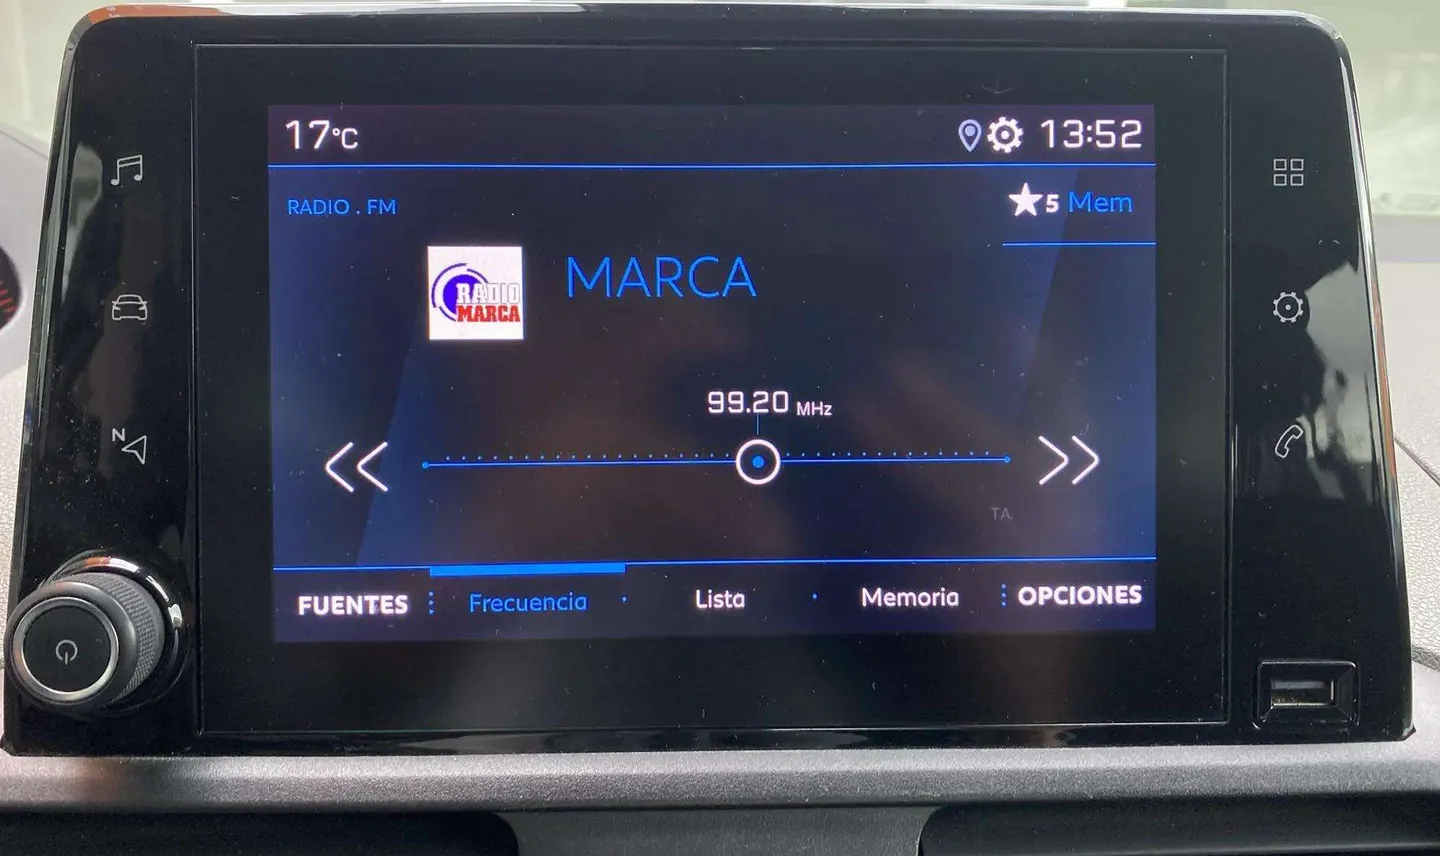 17°C
13:52
RADIO . FM
5 Mem
RADIO
MARCA
MARCA
99.20 MHz
N
TA
FUENTES
Frecuencia
Lista
Memoria
OPCIONES